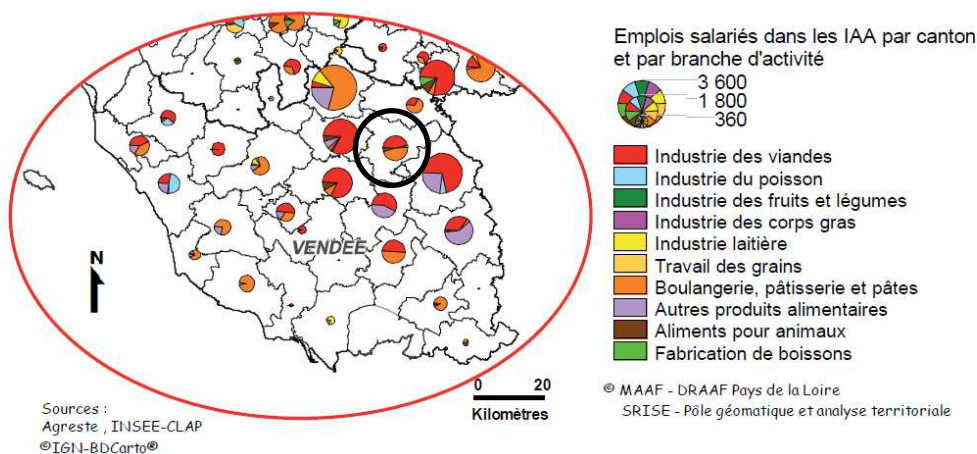 Emplois salariés dans les IAA par canton
et par branche d'activité
3 600
1 800
360
Industrie des viandes
Industrie du poisson
Industrie des fruits et légumes
Industrie des corps gras
Industrie laitière
Travail des grains
Boulangerie, pâtisserie et pâtes
Autres produits alimentaires
Aliments pour animaux
Fabrication de boissons
N
VENDÉE
0 20
Kilomètres
Sources :
Agreste , INSEE-CLAP
©IGN-BDCarto®
© MAAF - DRAAF Pays de la Loire
SRISE - Pôle géomatique et analyse territoriale